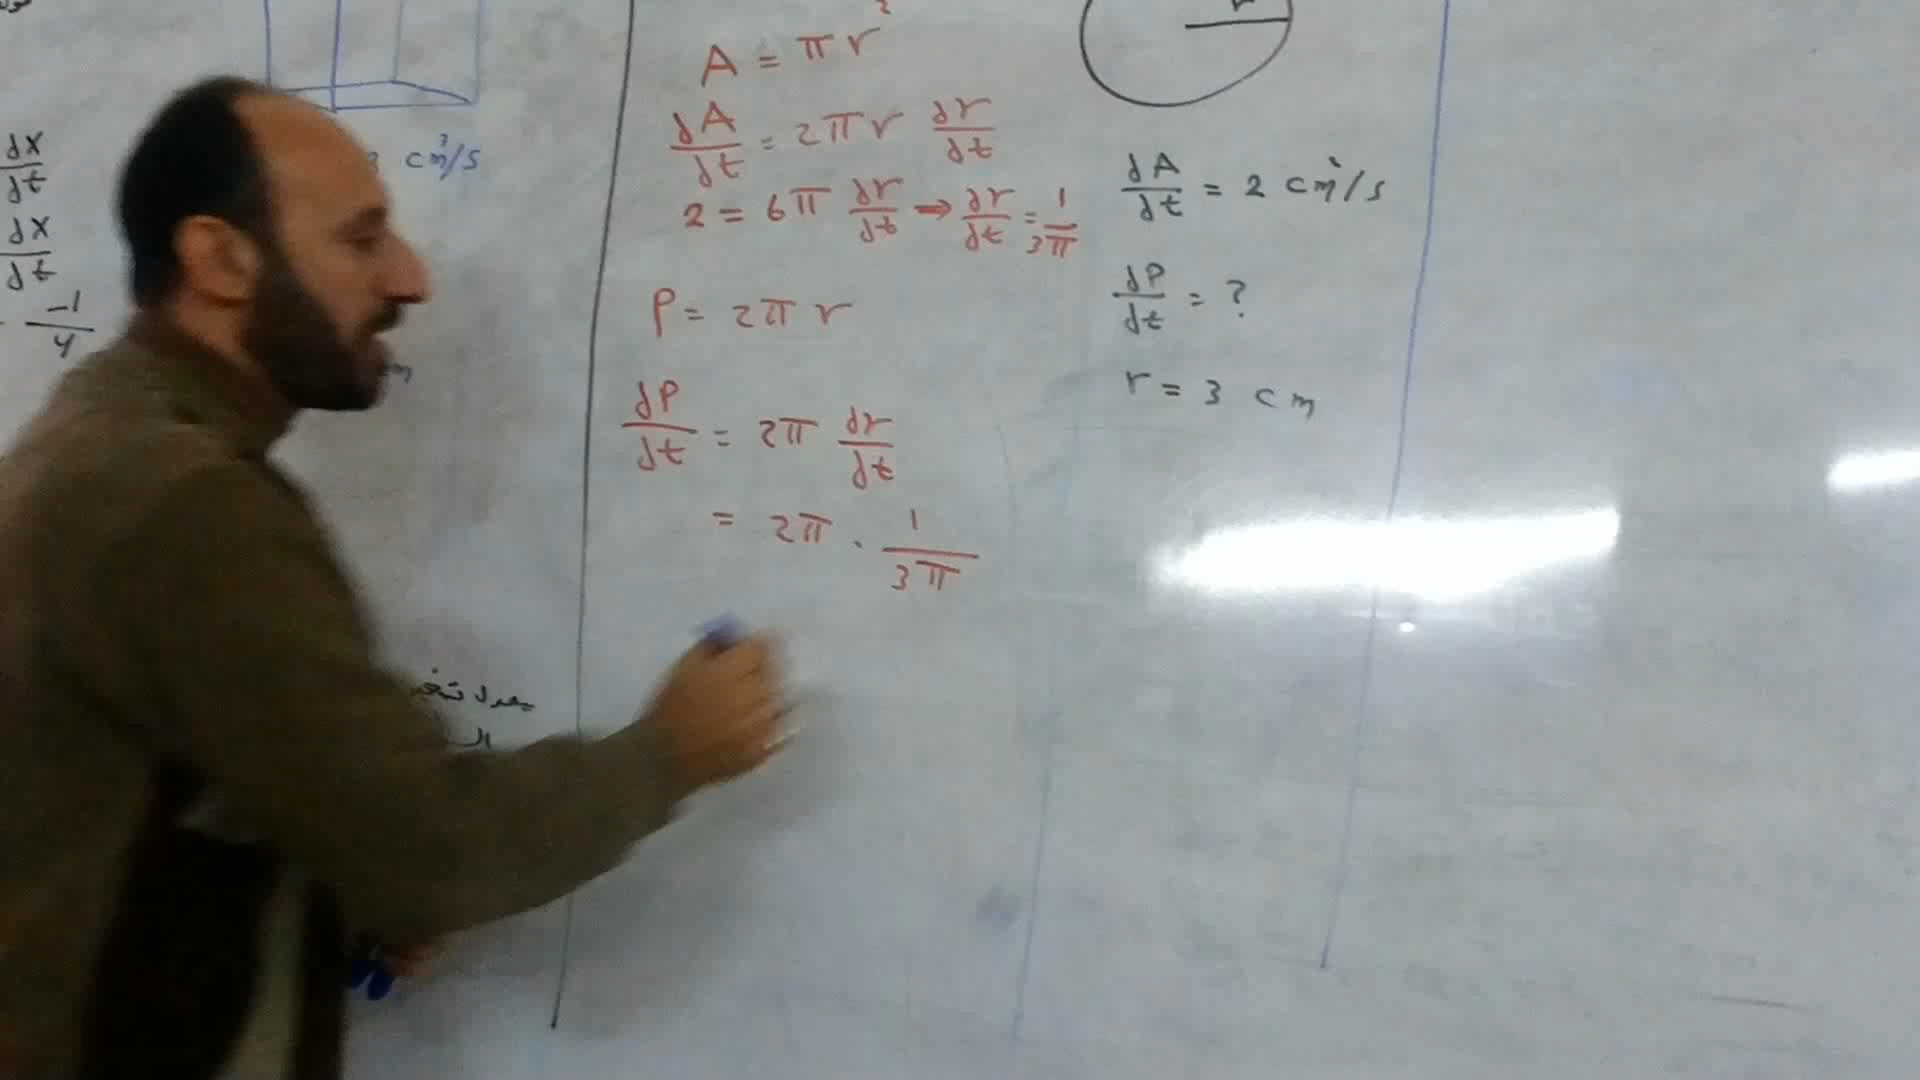 dx/dt
dx/dt
-1/4
cm³/s
بمعدل تغير
A = πr²
dA/dt = 2πr dr/dt
2 = 6π dr/dt → dr/dt = 1/3π
P = 2πr
dP/dt = 2π dr/dt
= 2π . 1/3π
r
dA/dt = 2 cm²/s
dP/dt = ?
r = 3 cm